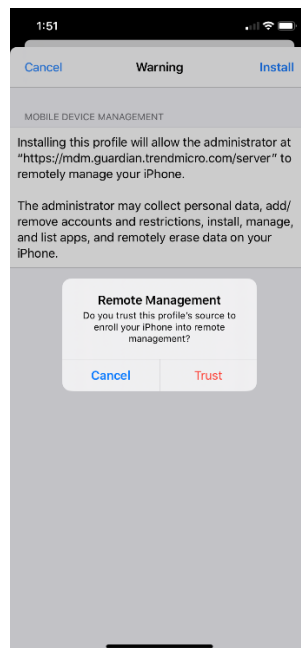 1:51
Cancel Warning Install
MOBILE DEVICE MANAGEMENT
Installing this profile will allow the administrator at
"https://mdm.guardian.trendmicro.com/server" to
remotely manage your iPhone.
The administrator may collect personal data, add/
remove accounts and restrictions, install, manage,
and list apps, and remotely erase data on your
iPhone.
Remote Management
Do you trust this profile's source to
enroll your iPhone into remote
management?
Cancel Trust